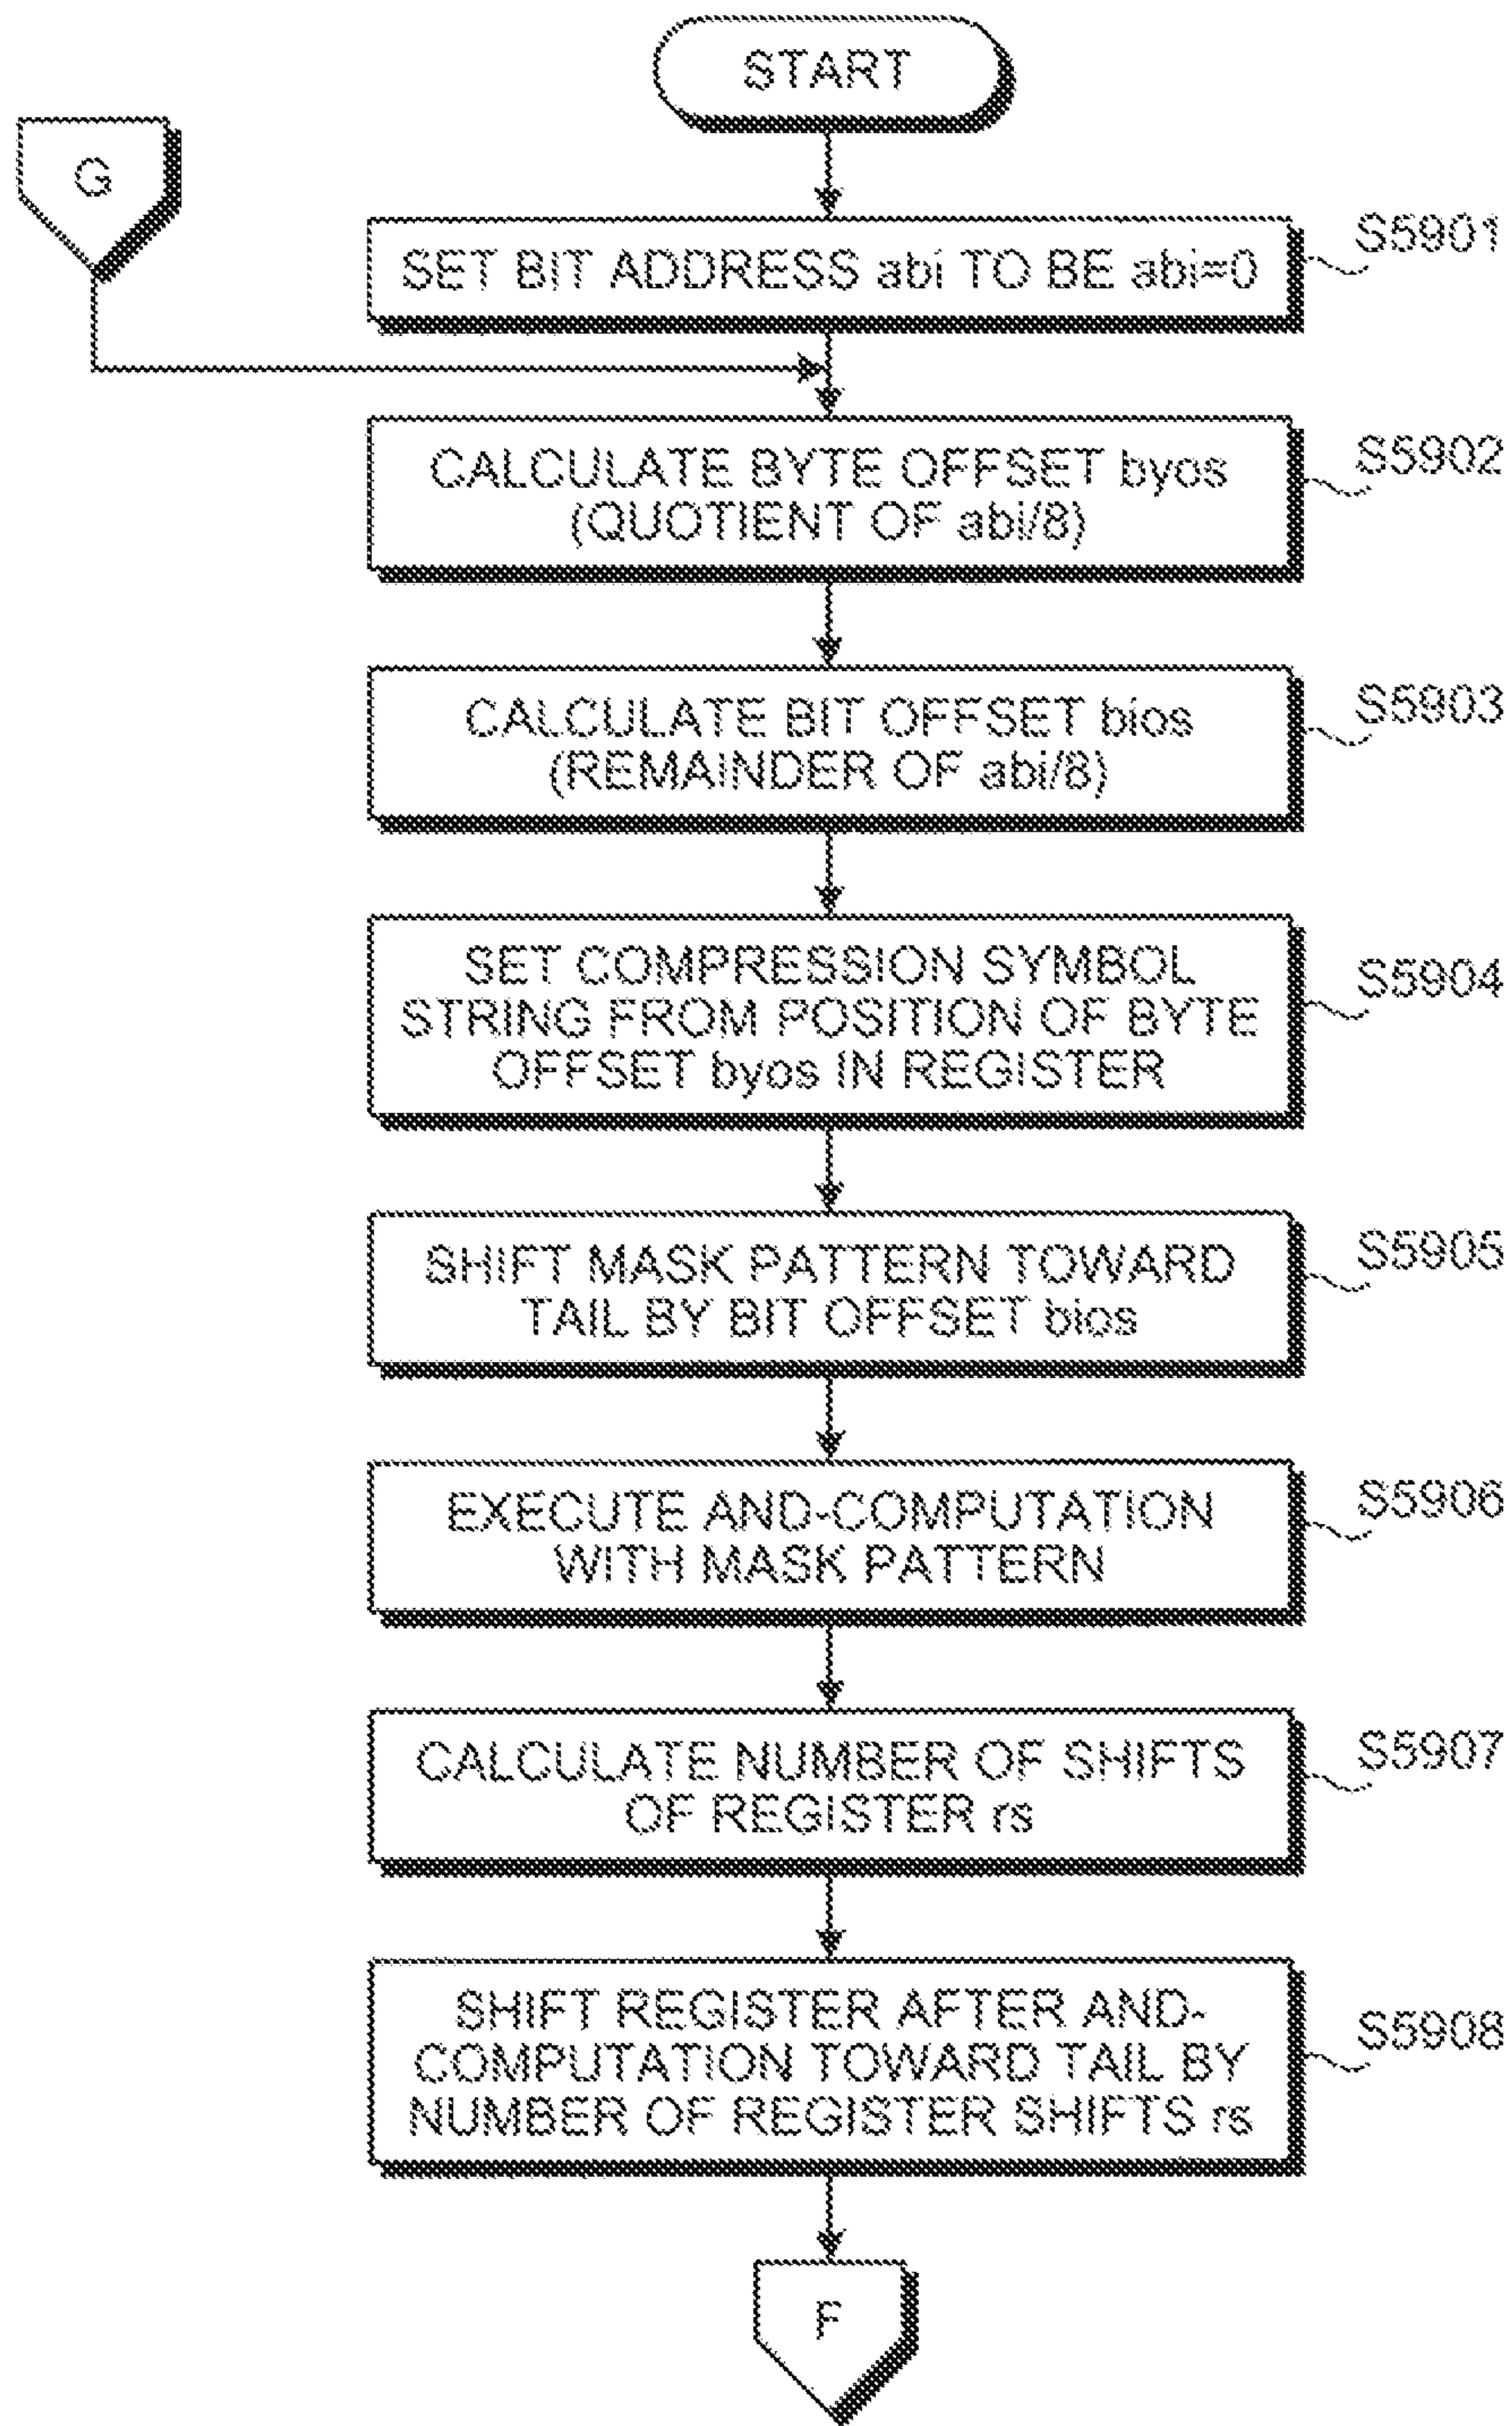 START
G
SET BIT ADDRESS abi TO BE abi=0
S5901
CALCULATE BYTE OFFSET byos
(QUOTIENT OF abi/8)
S5902
CALCULATE BIT OFFSET bios
(REMAINDER OF abi/8)
S5903
SET COMPRESSION SYMBOL
STRING FROM POSITION OF BYTE
OFFSET byos IN REGISTER
S5904
SHIFT MASK PATTERN TOWARD
TAIL BY BIT OFFSET bios
S5905
EXECUTE AND-COMPUTATION
WITH MASK PATTERN
S5906
CALCULATE NUMBER OF SHIFTS
OF REGISTER rs
S5907
SHIFT REGISTER AFTER AND-
COMPUTATION TOWARD TAIL BY
NUMBER OF REGISTER SHIFTS rs
S5908
F